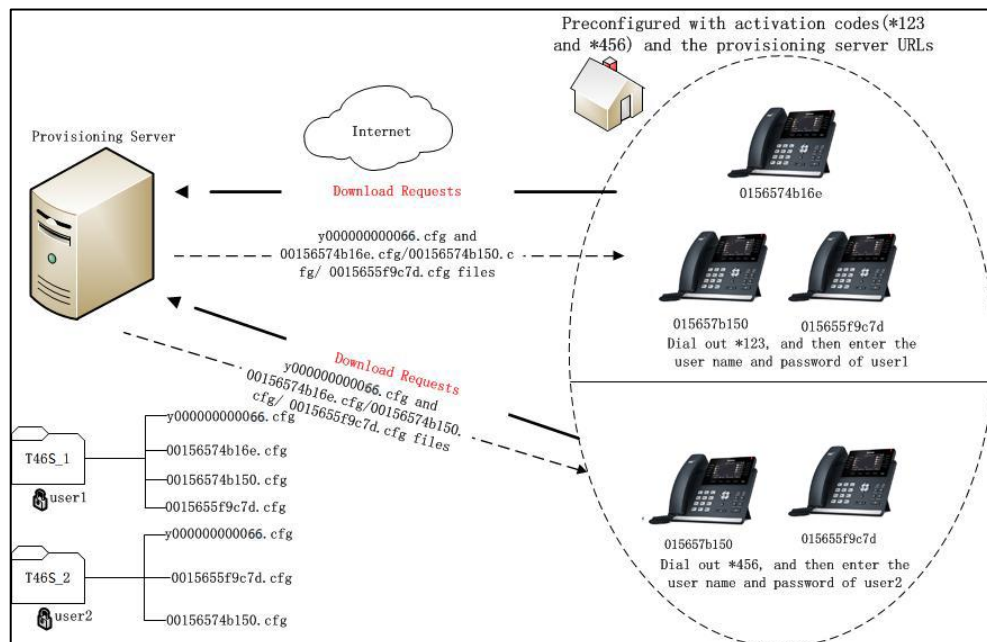 Preconfigured with activation codes(*123
and *456) and the provisioning server URLs
Provisioning Server
Internet
Download Requests
0156574b16e
y000000000066.cfg and
00156574b16e.cfg/00156574b150.c
fg/ 0015655f9c7d.cfg files
015657b150
015655f9c7d
Dial out *123, and then enter the
user name and password of user1
Download Requests
y000000000066.cfg and
00156574b16e.cfg/00156574b150.
cfg/ 0015655f9c7d.cfg files
T46S_1
user1
y000000000066.cfg
00156574b16e.cfg
00156574b150.cfg
0015655f9c7d.cfg
T46S_2
user2
y000000000066.cfg
0015655f9c7d.cfg
00156574b150.cfg
015657b150
015655f9c7d
Dial out *456, and then enter the
user name and password of user2